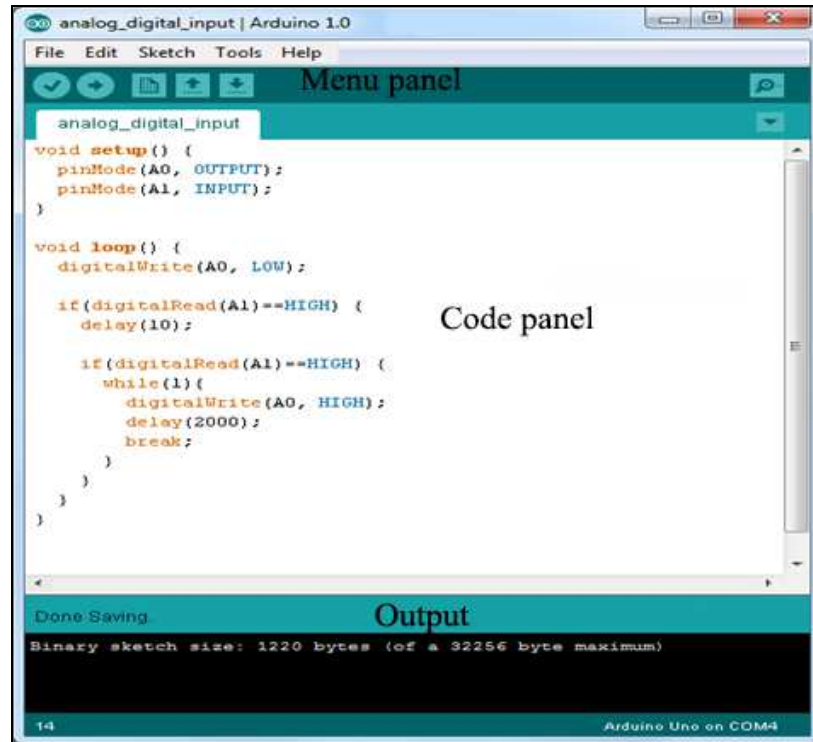 analog_digital_input | Arduino 1.0
File Edit Sketch Tools Help
Menu panel
analog_digital_input
void setup() {
  pinMode(A0, OUTPUT);
  pinMode(A1, INPUT);
}
void loop() {
  digitalWrite(A0, LOW);
  if(digitalRead(A1)==HIGH) {
    delay(10);
Code panel
    if(digitalRead(A1)==HIGH) {
      while(1){
        digitalWrite(A0, HIGH);
        delay(2000);
        break;
      }
    }
  }
}
Done Saving.
Output
Binary sketch size: 1220 bytes (of a 32256 byte maximum)
14
Arduino Uno on COM4